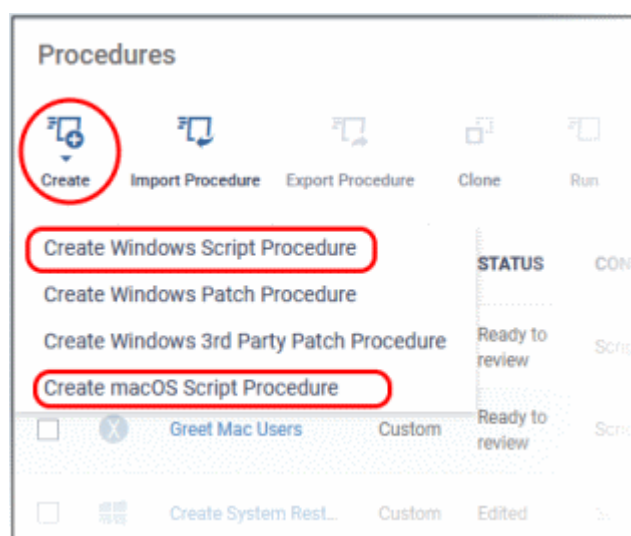 Procedures
Create Import Procedure Export Procedure Clone Run
Create Windows Script Procedure
STATUS CON
Create Windows Patch Procedure
Create Windows 3rd Party Patch Procedure
Ready to
review
Create macOS Script Procedure
Greet Mac Users Custom Ready to
review
Create System Rest... Custom Edited